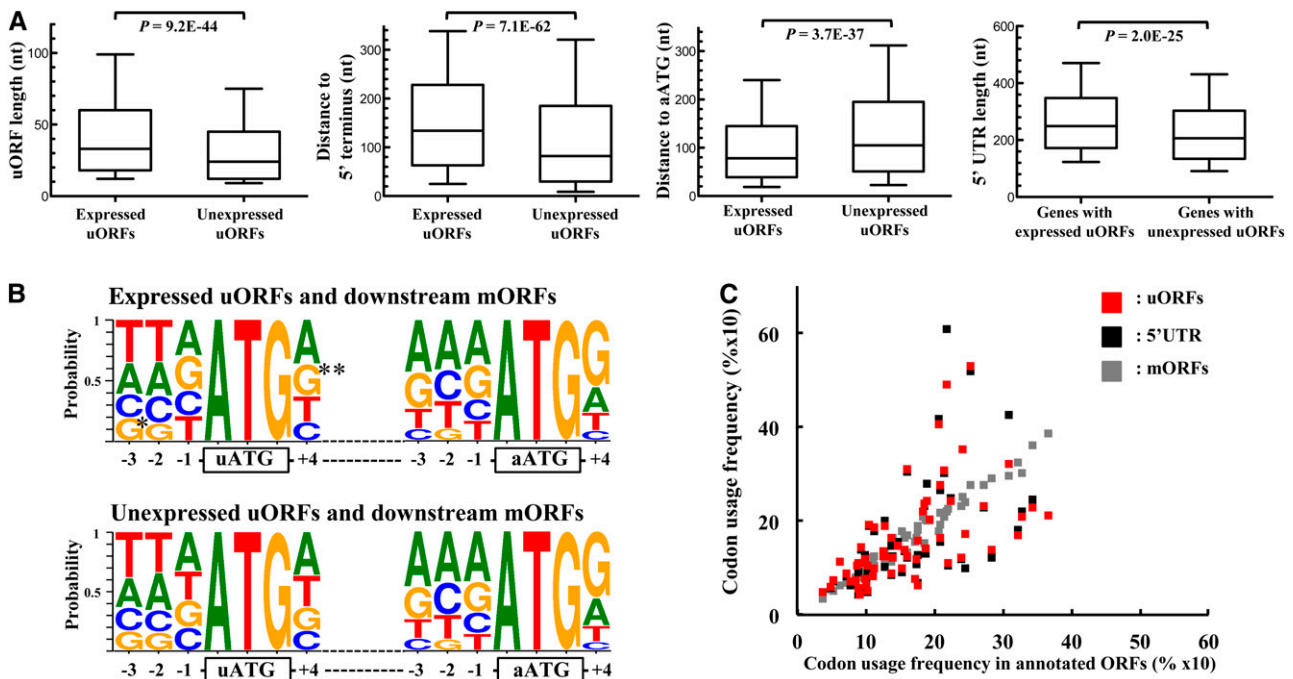 A
P = 9.2E-44
uORF length (nt)
100
50
0
Expressed uORFs
Unexpressed uORFs
P = 7.1E-62
Distance to 5’ terminus (nt)
300
200
100
0
Expressed uORFs
Unexpressed uORFs
P = 3.7E-37
Distance to aATG (nt)
300
200
100
0
Expressed uORFs
Unexpressed uORFs
P = 2.0E-25
5’ UTR length (nt)
600
400
200
0
Genes with expressed uORFs
Genes with unexpressed uORFs
B
Expressed uORFs and downstream mORFs
Probability
1
0.5
T T A A T G A
A A G G **
C C C T
G * G T C
A A A A T G G
G C G A
T T C T
C G T C
-3 -2 -1 uATG +4 -3 -2 -1 aATG +4
Unexpressed uORFs and downstream mORFs
Probability
1
0.5
T T A A T G A
A A T T
C C G G
G G C C
A A A A T G G
G C G A
T T C T
C G T C
-3 -2 -1 uATG +4 -3 -2 -1 aATG +4
C
: uORFs
: 5’UTR
: mORFs
Codon usage frequency (%x10)
60
40
20
0
0 10 20 30 40 50 60
Codon usage frequency in annotated ORFs (% x10)